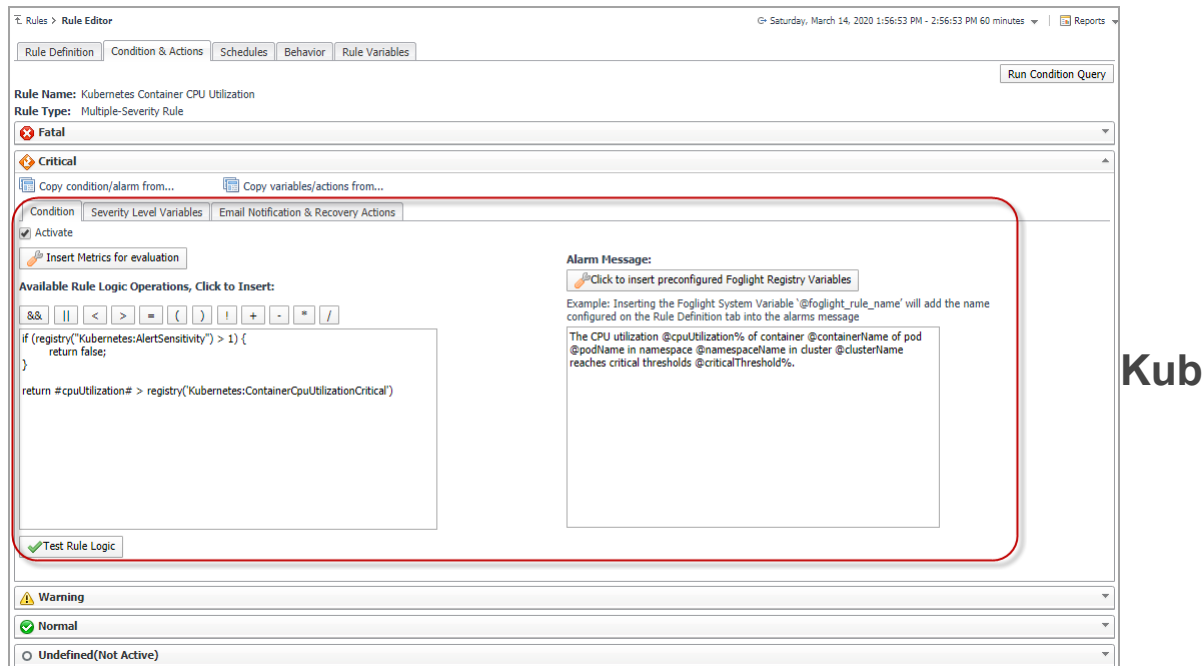 Rules > Rule Editor
Saturday, March 14, 2020 1:56:53 PM - 2:56:53 PM 60 minutes
Reports
Rule Definition
Condition & Actions
Schedules
Behavior
Rule Variables
Run Condition Query
Rule Name: Kubernetes Container CPU Utilization
Rule Type: Multiple-Severity Rule
Fatal
Critical
Copy condition/alarm from...
Copy variables/actions from...
Condition
Severity Level Variables
Email Notification & Recovery Actions
Activate
Insert Metrics for evaluation
Available Rule Logic Operations, Click to Insert:
&& || < > = ( ) ! + - * /
if (registry("Kubernetes:AlertSensitivity") > 1) {
return false;
}
return #cpuUtilization# > registry('Kubernetes:ContainerCpuUtilizationCritical')
Test Rule Logic
Alarm Message:
Click to insert preconfigured Foglight Registry Variables
Example: Inserting the Foglight System Variable `@foglight_rule_name' will add the name
configured on the Rule Definition tab into the alarms message
The CPU utilization @cpuUtilization% of container @containerName of pod
@podName in namespace @namespaceName in cluster @clusterName
reaches critical thresholds @criticalThreshold%.
Kub
Warning
Normal
Undefined(Not Active)